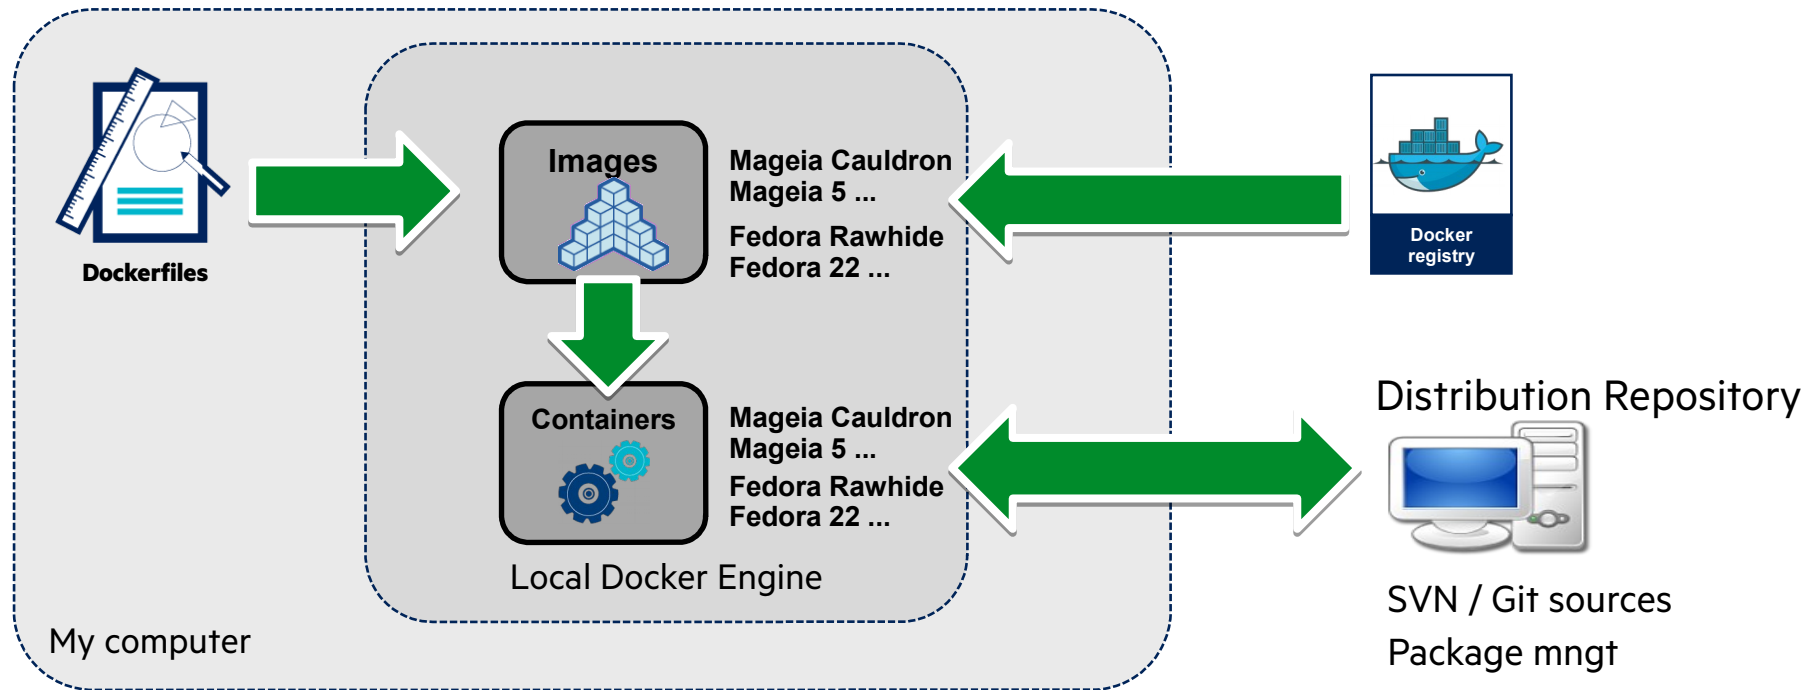 Dockerfiles
Images
Mageia Cauldron
Mageia 5 ...
Fedora Rawhide
Fedora 22 ...
Docker
registry
Containers
Mageia Cauldron
Mageia 5 ...
Fedora Rawhide
Fedora 22 ...
Local Docker Engine
My computer
Distribution Repository
SVN / Git sources
Package mngt